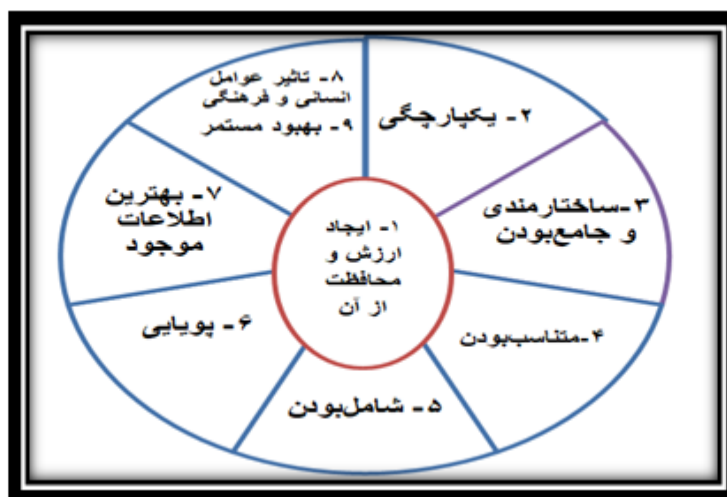 ۱- ایجاد
ارزش و
محافظت
از آن
۲- یکپارچگی
۳-ساختارمندی
و جامع‌بودن
۴-متناسب‌بودن
۵- شامل‌بودن
۶- پویایی
۷- بهترین
اطلاعات
موجود
۸- تاثیر عوامل
انسانی و فرهنگی
۹- بهبود مستمر